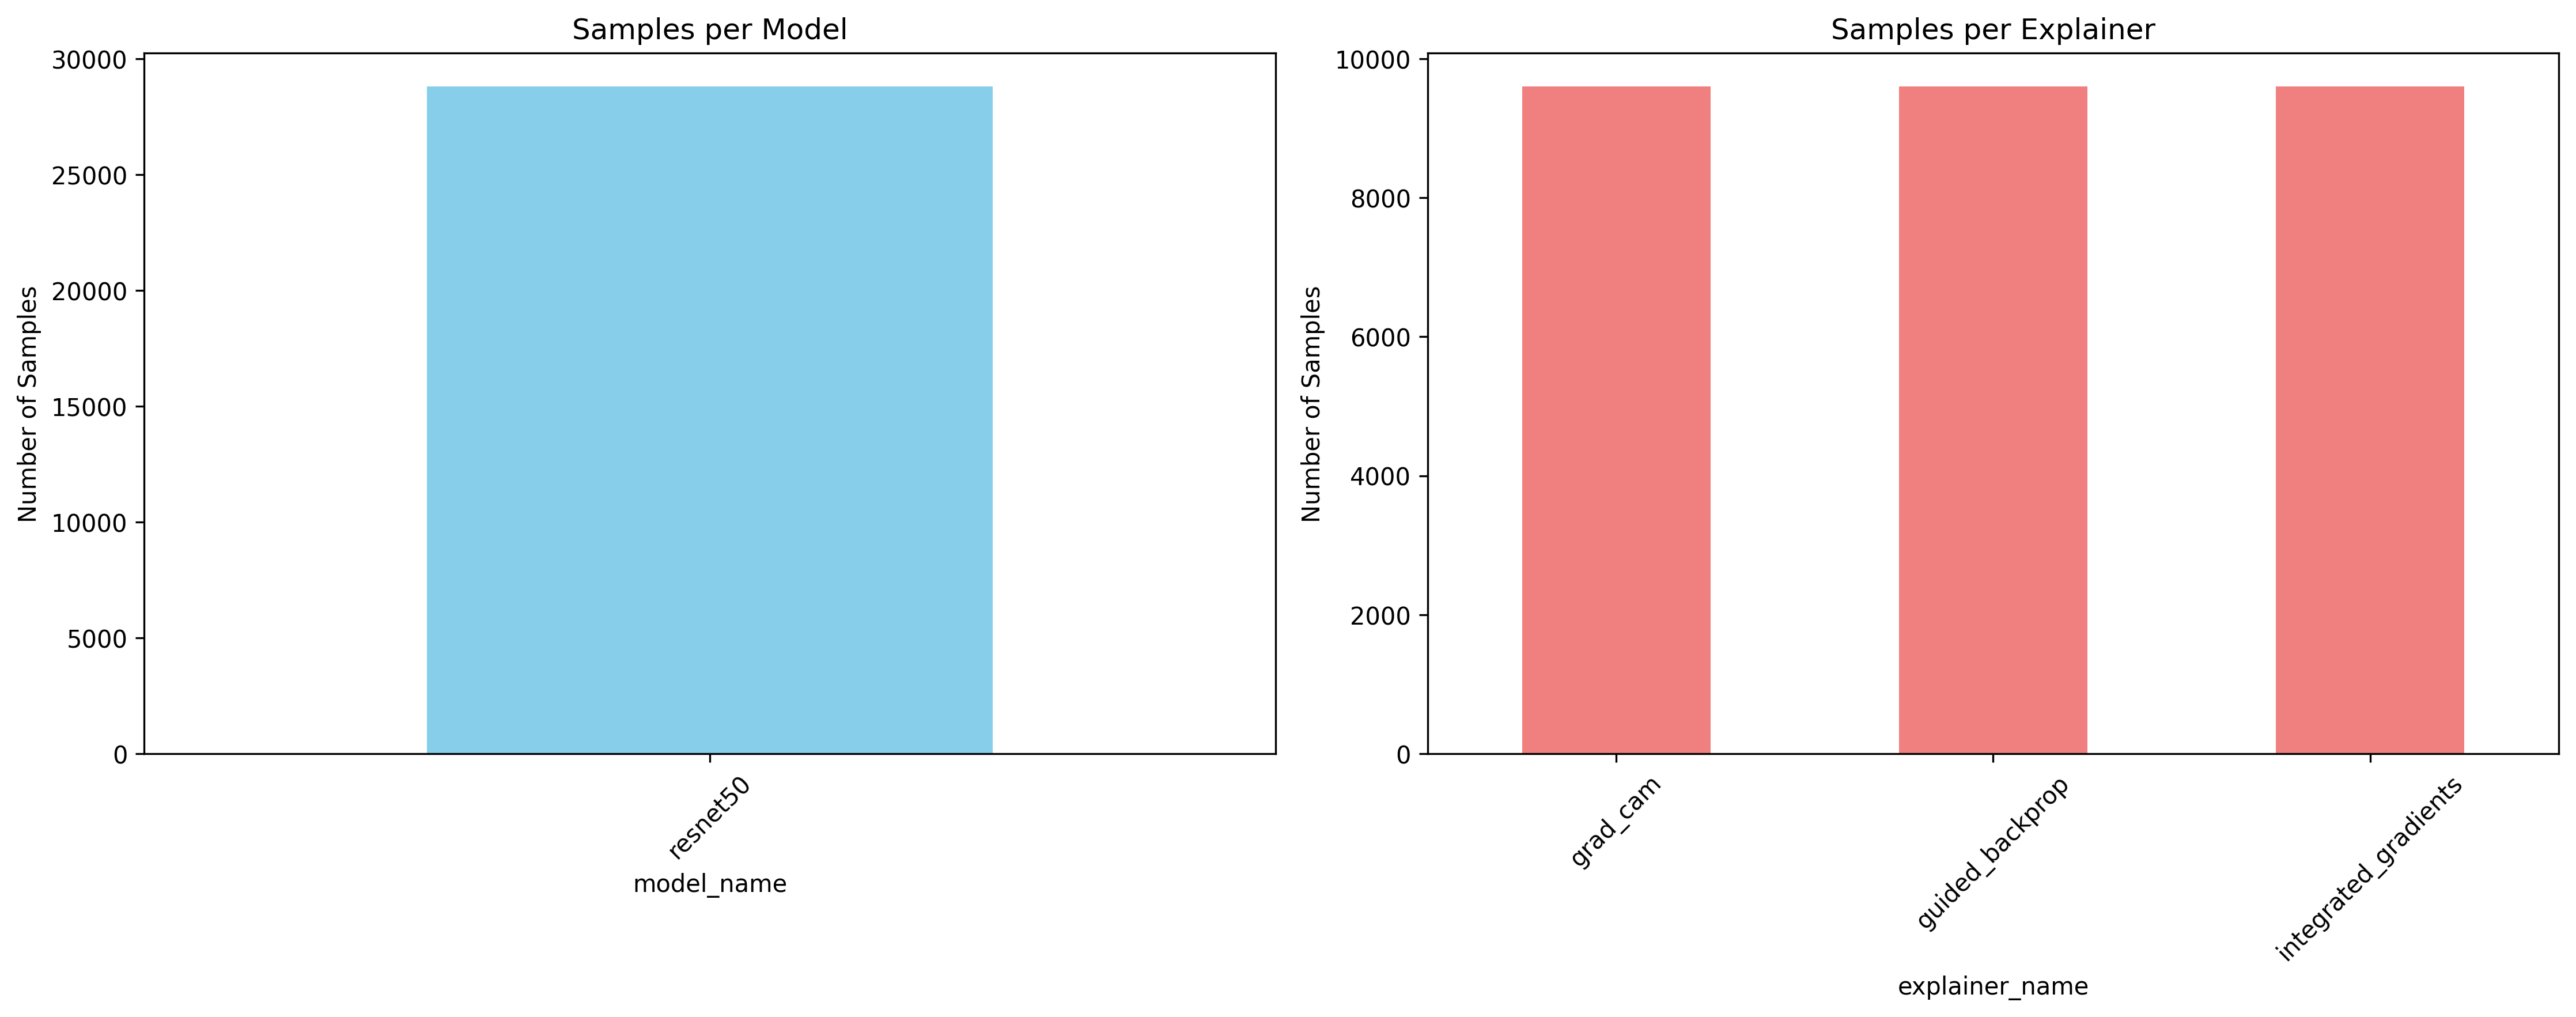 Samples per Model
30000
25000
20000
15000
10000
5000
0
Number of Samples
resnet50
model_name
Samples per Explainer
10000
8000
6000
4000
2000
0
Number of Samples
grad_cam
guided_backprop
integrated_gradients
explainer_name